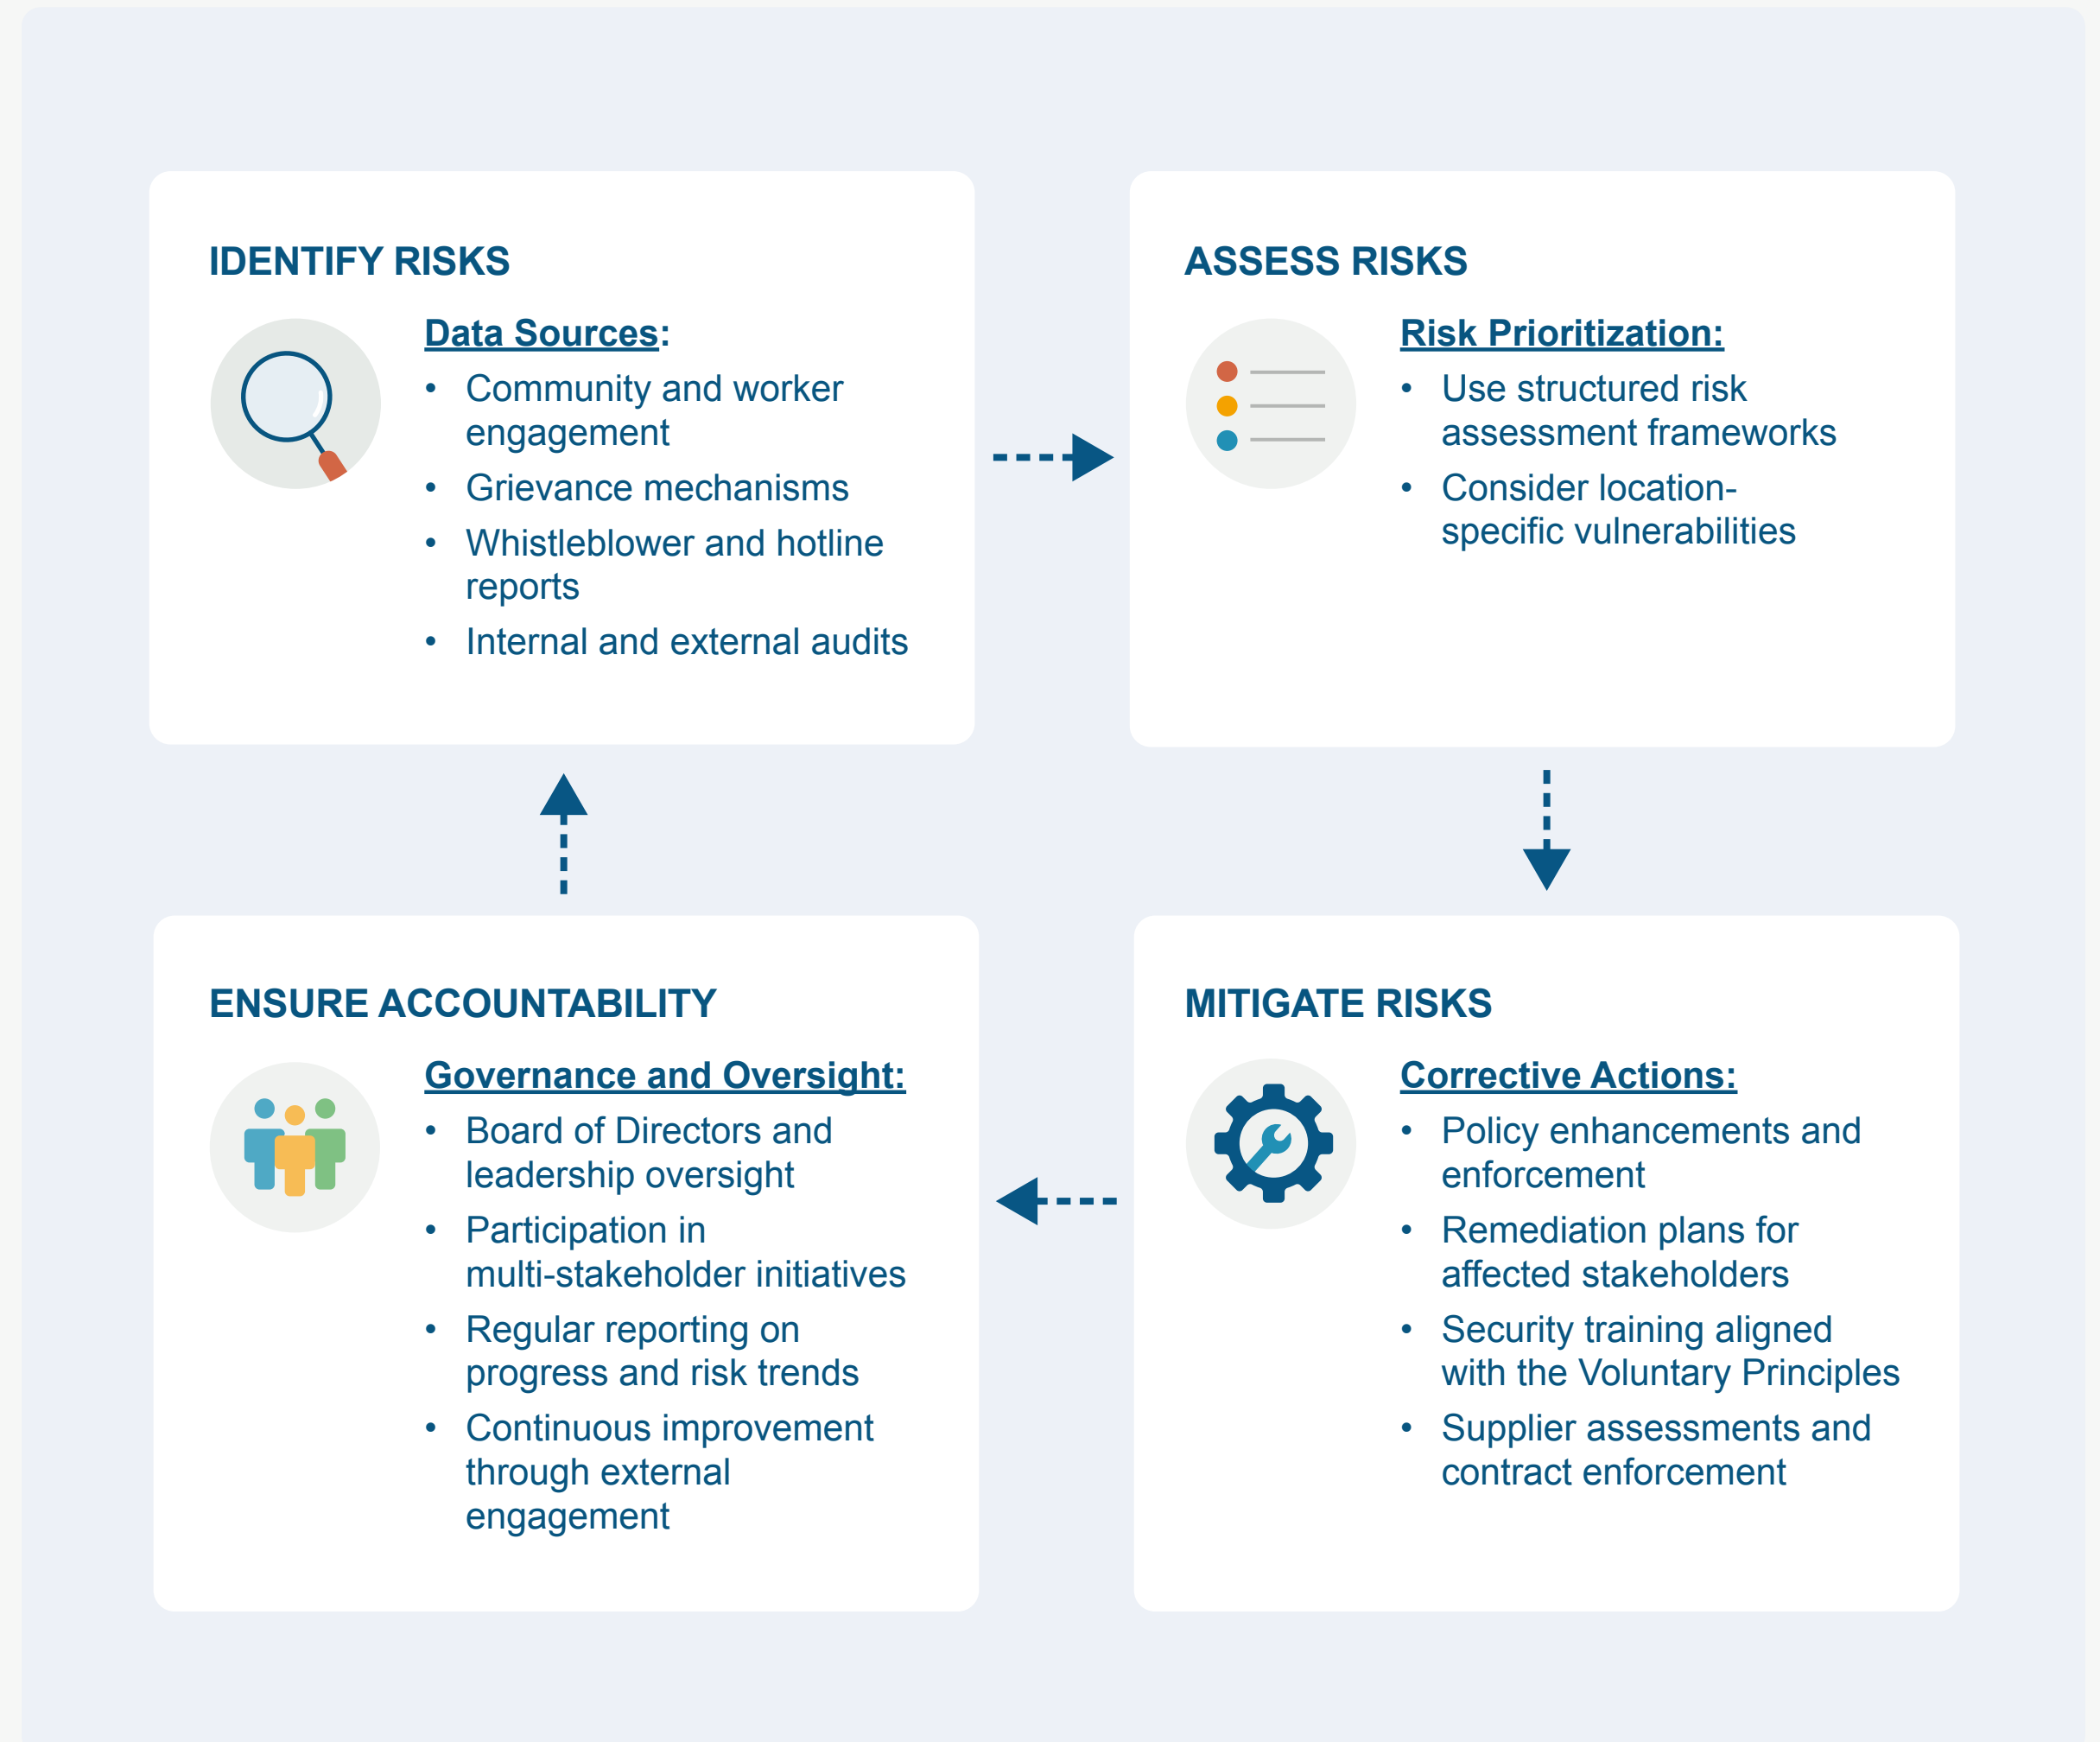 IDENTIFY RISKS
Data Sources:
• Community and worker
engagement
• Grievance mechanisms
• Whistleblower and hotline
reports
• Internal and external audits
ASSESS RISKS
Risk Prioritization:
• Use structured risk
assessment frameworks
• Consider location-
specific vulnerabilities
ENSURE ACCOUNTABILITY
Governance and Oversight:
• Board of Directors and
leadership oversight
• Participation in
multi-stakeholder initiatives
• Regular reporting on
progress and risk trends
• Continuous improvement
through external
engagement
MITIGATE RISKS
Corrective Actions:
• Policy enhancements and
enforcement
• Remediation plans for
affected stakeholders
• Security training aligned
with the Voluntary Principles
• Supplier assessments and
contract enforcement